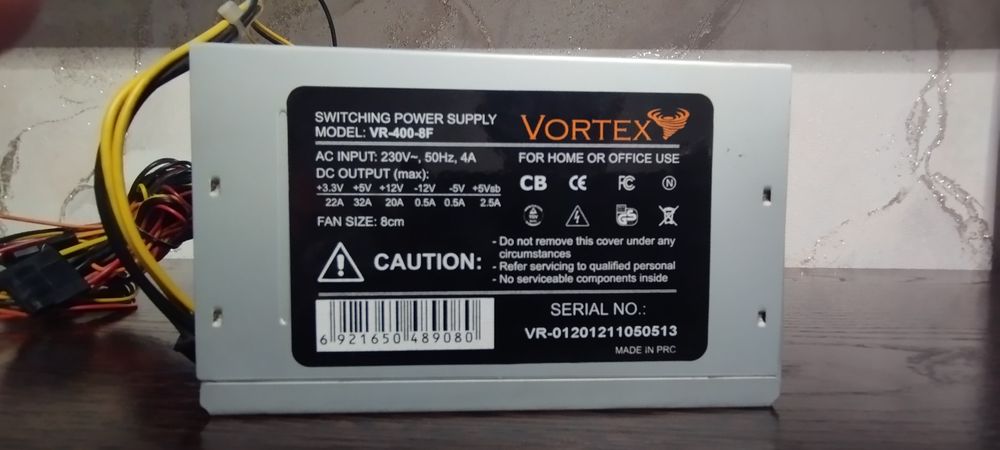 SWITCHING POWER SUPPLY
MODEL: VR-400-8F
VORTEX
AC INPUT: 230V~, 50Hz, 4A
DC OUTPUT (max):
+3.3V +5V +12V -12V -5V +5Vsb
22A 32A 20A 0.5A 0.5A 2.5A
FAN SIZE: 8cm
FOR HOME OR OFFICE USE
CB CE FC N
CAUTION:
- Do not remove this cover under any
circumstances
- Refer servicing to qualified personal
- No serviceable components inside
6 921650 489080
SERIAL NO.:
VR-01201211050513
MADE IN PRC